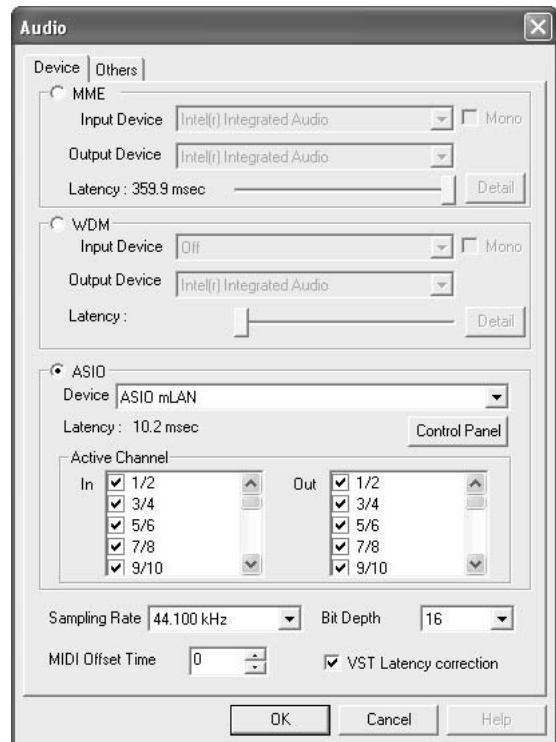 Audio
Device Others
MME
Input Device Intel(r) Integrated Audio Mono
Output Device Intel(r) Integrated Audio
Latency : 359.9 msec Detail
WDM
Input Device Off Mono
Output Device Intel(r) Integrated Audio
Latency : Detail
ASIO
Device ASIO mLAN
Latency : 10.2 msec Control Panel
Active Channel
In 1/2 Out 1/2
3/4 3/4
5/6 5/6
7/8 7/8
9/10 9/10
Sampling Rate 44.100 kHz Bit Depth 16
MIDI Offset Time 0 VST Latency correction
OK Cancel Help